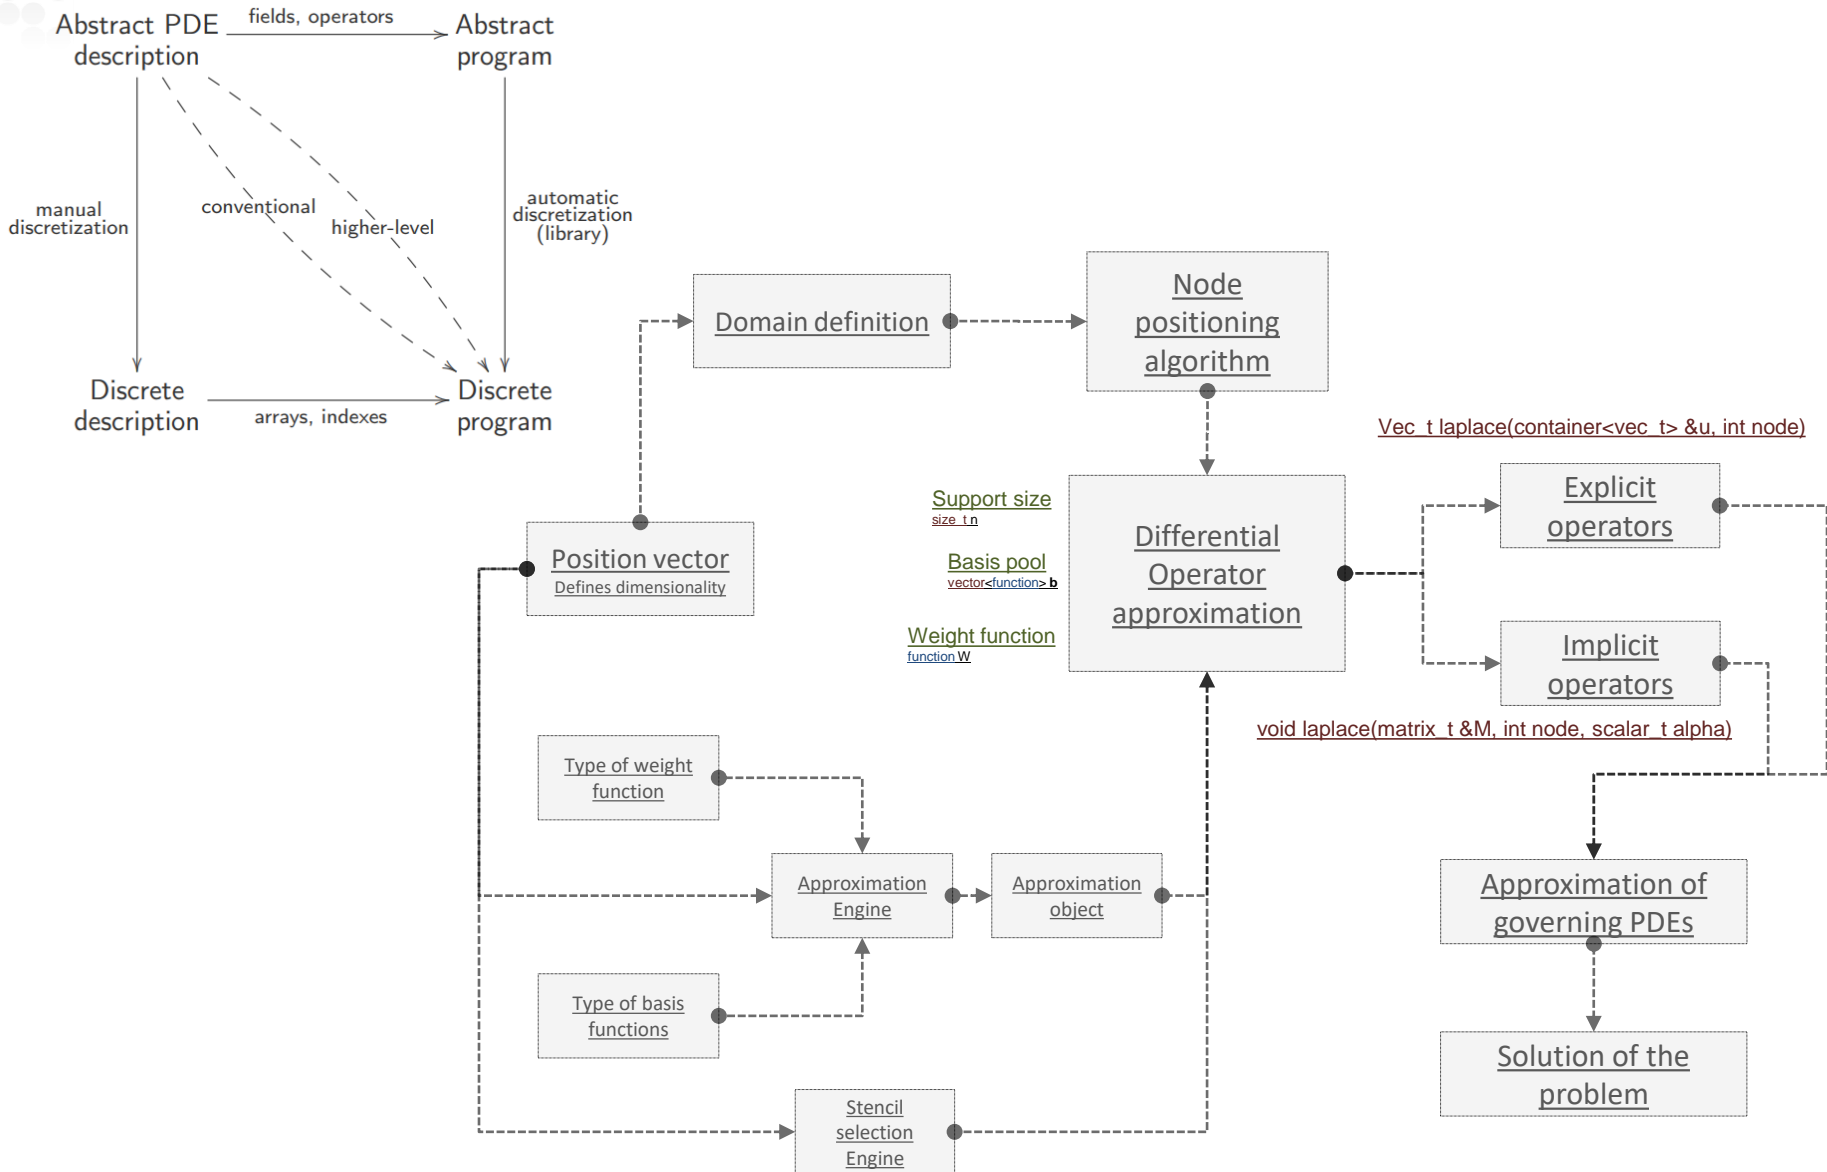 Abstract PDE
description
fields, operators
Abstract
program
manual
discretization
conventional
higher-level
automatic
discretization
(library)
Discrete
description
arrays, indexes
Discrete
program
Domain definition
Node
positioning
algorithm
Position vector
Defines dimensionality
Support size
size_t n
Basis pool
vector<function> b
Weight function
function W
Differential
Operator
approximation
Vec_t laplace(container<vec_t> &u, int node)
Explicit
operators
Implicit
operators
void laplace(matrix_t &M, int node, scalar_t alpha)
Type of weight
function
Approximation
Engine
Approximation
object
Type of basis
functions
Stencil
selection
Engine
Approximation of
governing PDEs
Solution of the
problem